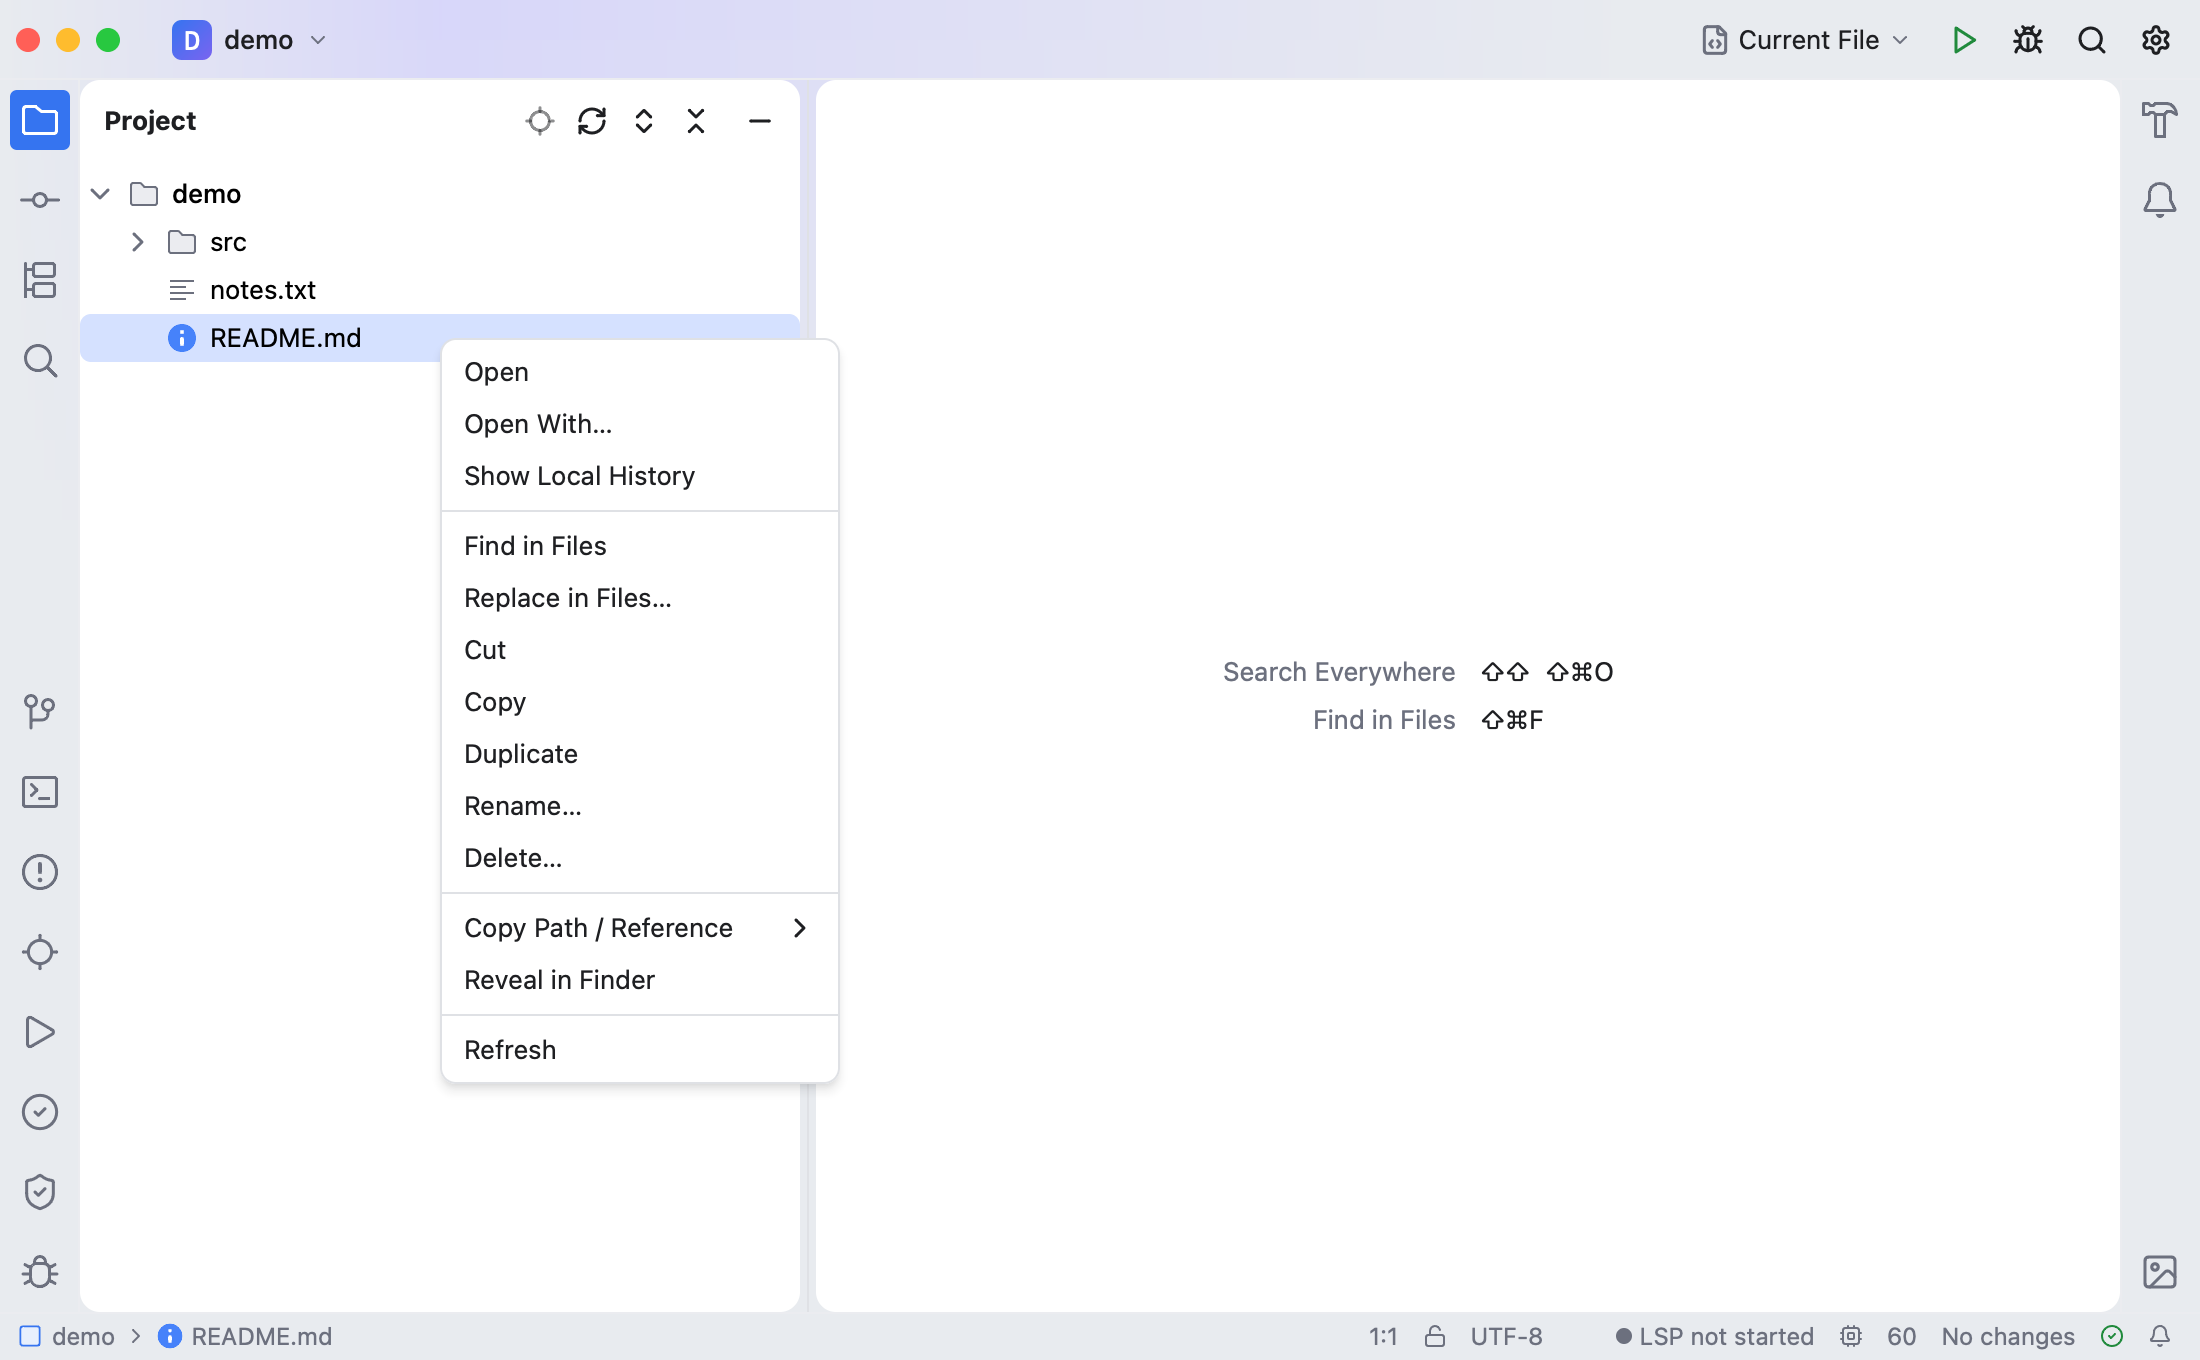 D demo
Current File
Project
demo
src
notes.txt
README.md
Open
Open With...
Show Local History
Find in Files
Replace in Files...
Cut
Copy
Duplicate
Rename...
Delete...
Copy Path / Reference
Reveal in Finder
Refresh
Search Everywhere ⇧⇧ ⇧⌘O
Find in Files ⇧⌘F
demo README.md
1:1 UTF-8 LSP not started 60 No changes